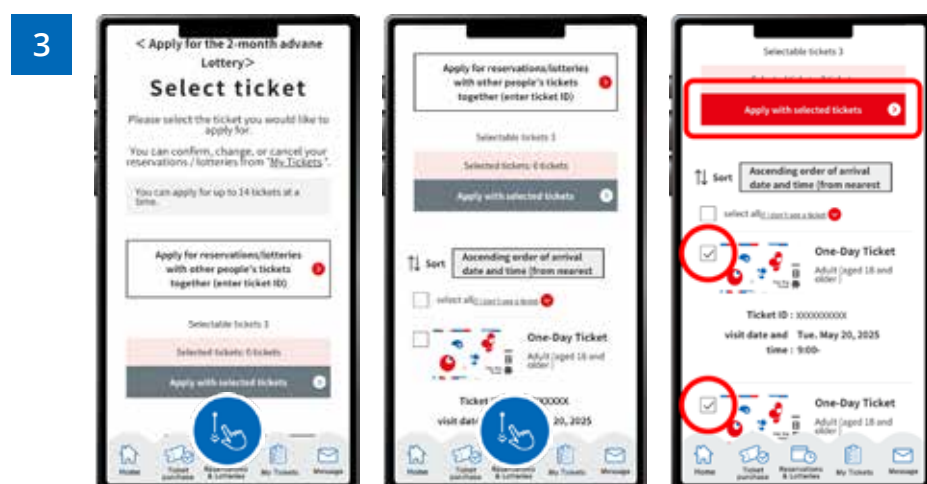 3
< Apply for the 2-month advane
Lottery>
Select ticket
Please select the ticket you would like to
apply for.
You can confirm, change, or cancel your
reservations / lotteries from "My Tickets".
You can apply for up to 14 tickets at a
time.
Apply for reservations/lotteries
with other people's tickets
together (enter ticket ID)
Selectable tickets 3
Selected tickets: 0 tickets
Apply with selected tickets
Home
Ticket
purchase
Reservations
& Lotteries
My Tickets
Message
Apply for reservations/lotteries
with other people's tickets
together (enter ticket ID)
Selectable tickets 3
Selected tickets: 0 tickets
Apply with selected tickets
Sort
Ascending order of arrival
date and time (from nearest
select all
If I don't see a ticket
One-Day Ticket
Adult (aged 18 and
older)
Ticket
XXXXX
visit date
20, 2025
Home
Ticket
purchase
Reservations
& Lotteries
My Tickets
Message
Selectable tickets 3
Apply with selected tickets
Sort
Ascending order of arrival
date and time (from nearest
select all
If I don't see a ticket
One-Day Ticket
Adult (aged 18 and
older )
Ticket ID : XXXXXXXXXX
visit date and Tue. May 20, 2025
time : 9:00-
One-Day Ticket
Adult (aged 18 and
older )
Home
Ticket
purchase
Reservations
& Lotteries
My Tickets
Message